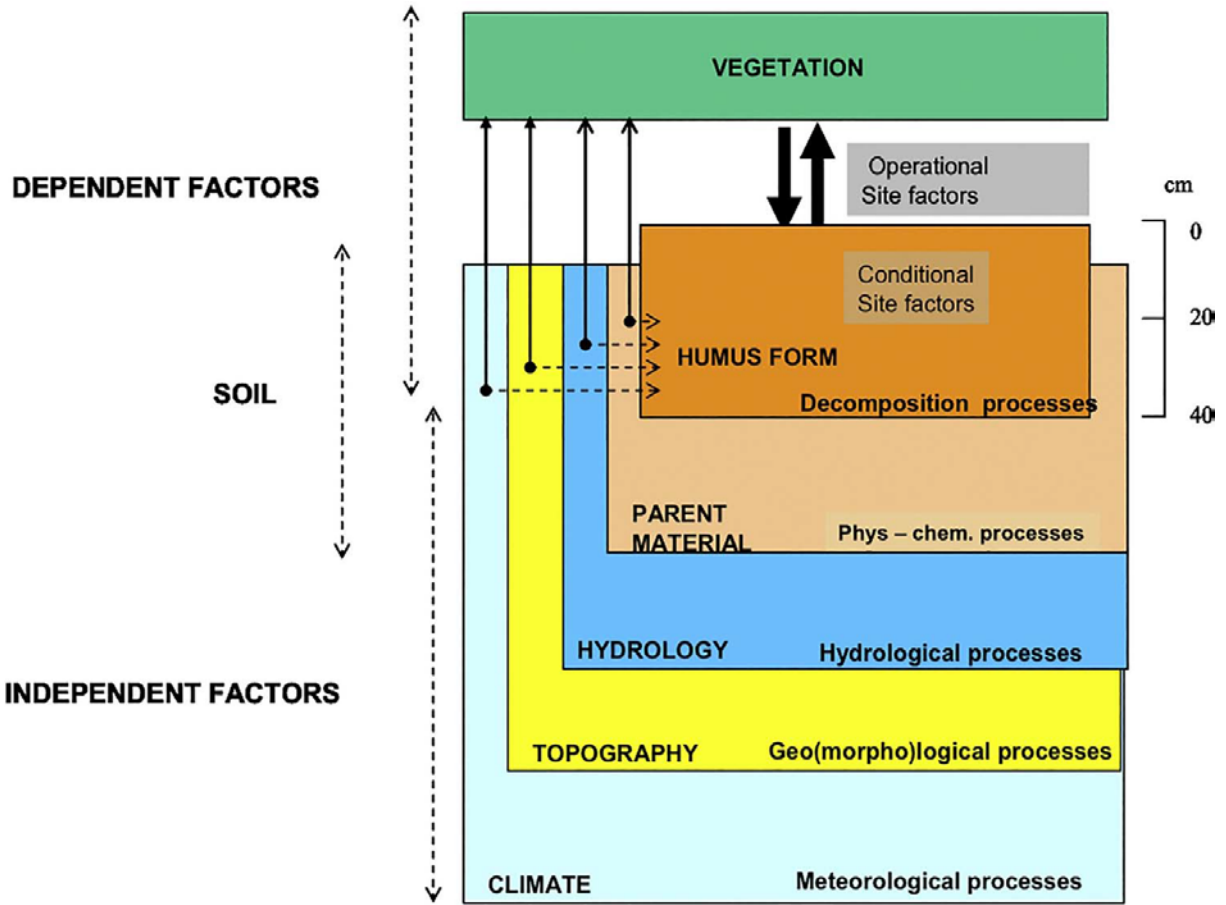 VEGETATION
DEPENDENT FACTORS
Operational
Site factors
cm
0
Conditional
Site factors
20
HUMUS FORM
SOIL
Decomposition processes
40
PARENT
MATERIAL
Phys – chem. processes
HYDROLOGY
Hydrological processes
INDEPENDENT FACTORS
TOPOGRAPHY
Geo(morpho)logical processes
CLIMATE
Meteorological processes